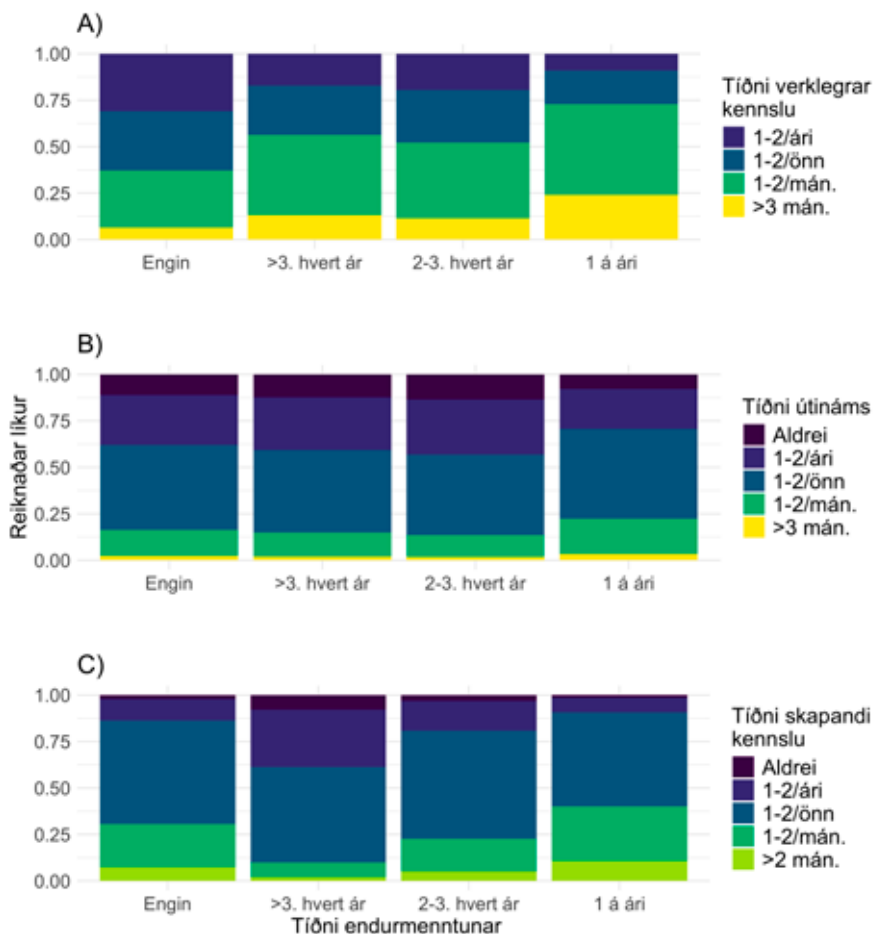 A)
1.00
0.75
0.50
0.25
0.00
Engin
>3. hvert ár
2-3. hvert ár
1 á ári
Tíðni verklegrar
kennslu
1-2/ári
1-2/önn
1-2/mán.
>3 mán.
B)
Reiknaðar líkur
1.00
0.75
0.50
0.25
0.00
Engin
>3. hvert ár
2-3. hvert ár
1 á ári
Tíðni útináms
Aldrei
1-2/ári
1-2/önn
1-2/mán.
>3 mán.
C)
1.00
0.75
0.50
0.25
0.00
Engin
>3. hvert ár
2-3. hvert ár
1 á ári
Tíðni endurmenntunar
Tíðni skapandi
kennslu
Aldrei
1-2/ári
1-2/önn
1-2/mán.
>2 mán.